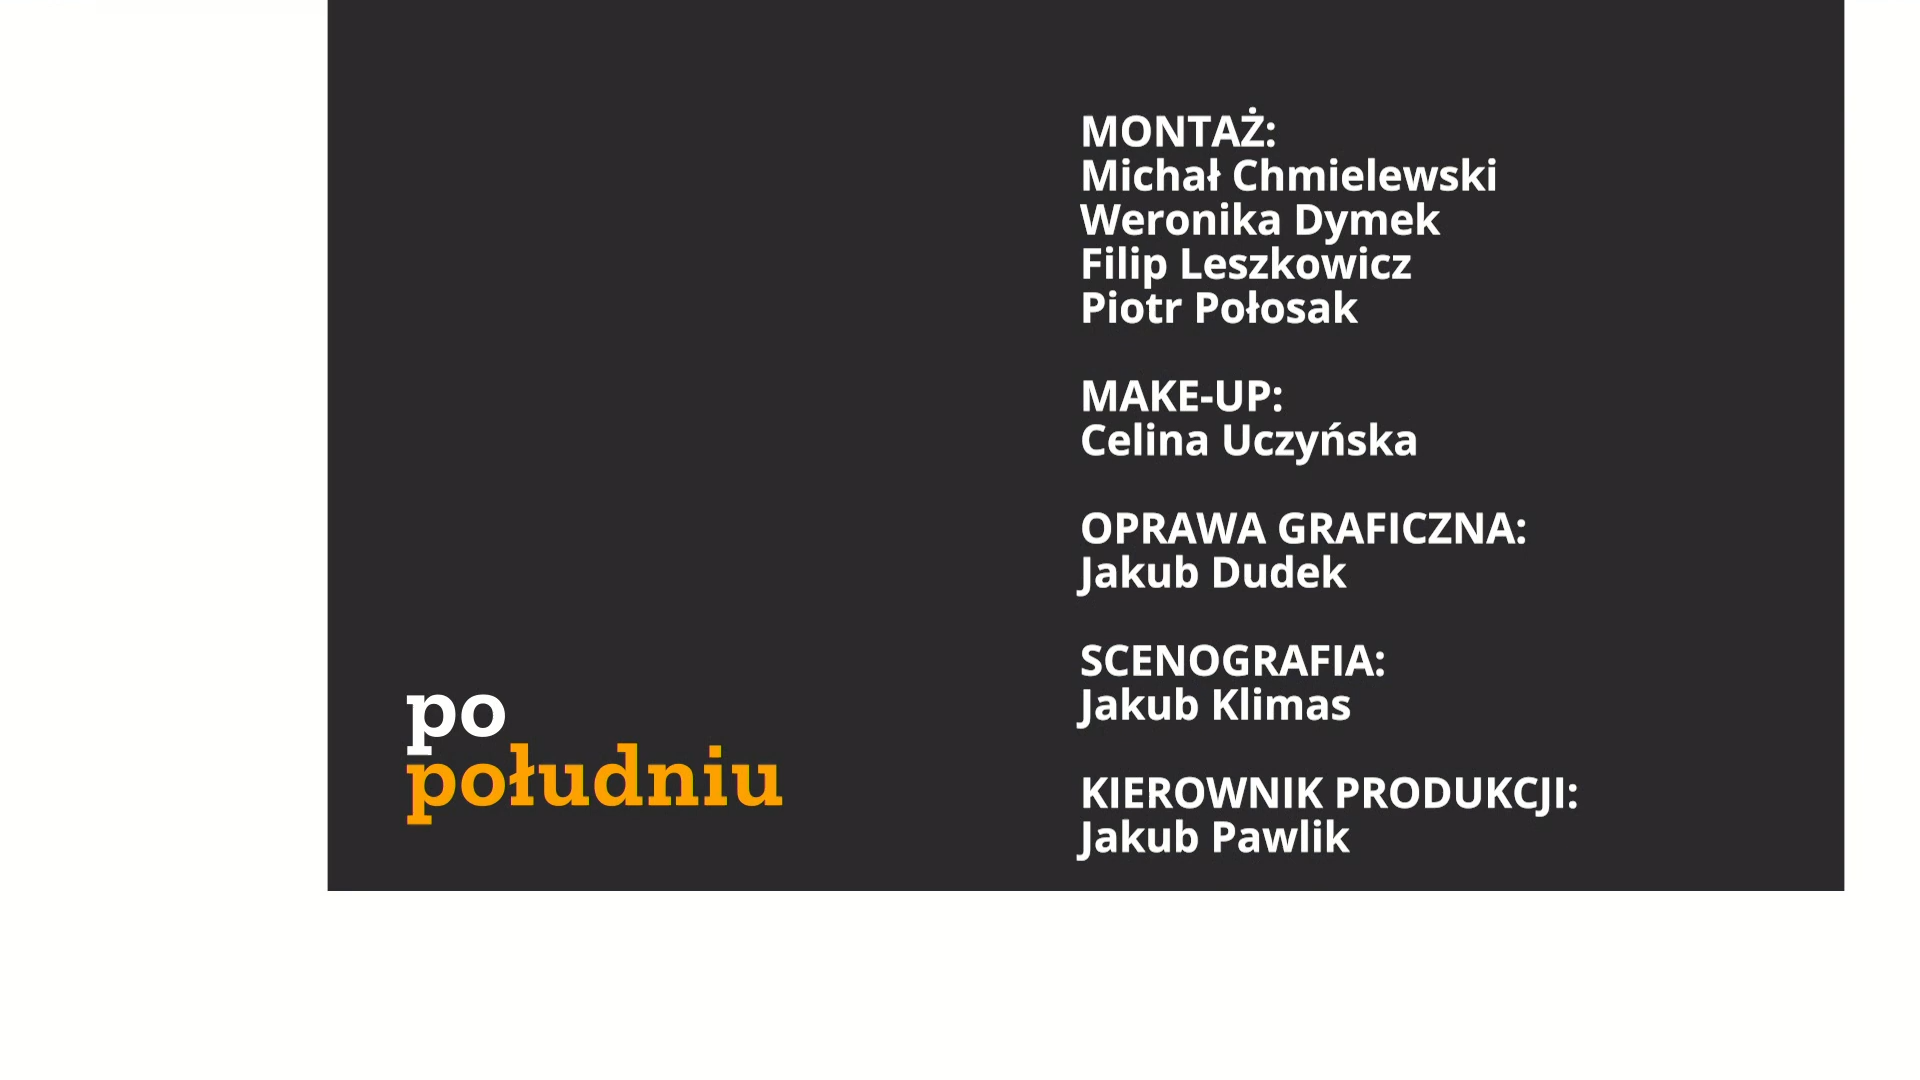 MONTAŻ:
Michał Chmielewski
Weronika Dymek
Filip Leszkowicz
Piotr Połosak
MAKE-UP:
Celina Uczyńska
OPRAWA GRAFICZNA:
Jakub Dudek
SCENOGRAFIA:
Jakub Klimas
KIEROWNIK PRODUKCJI:
Jakub Pawlik
po
południu